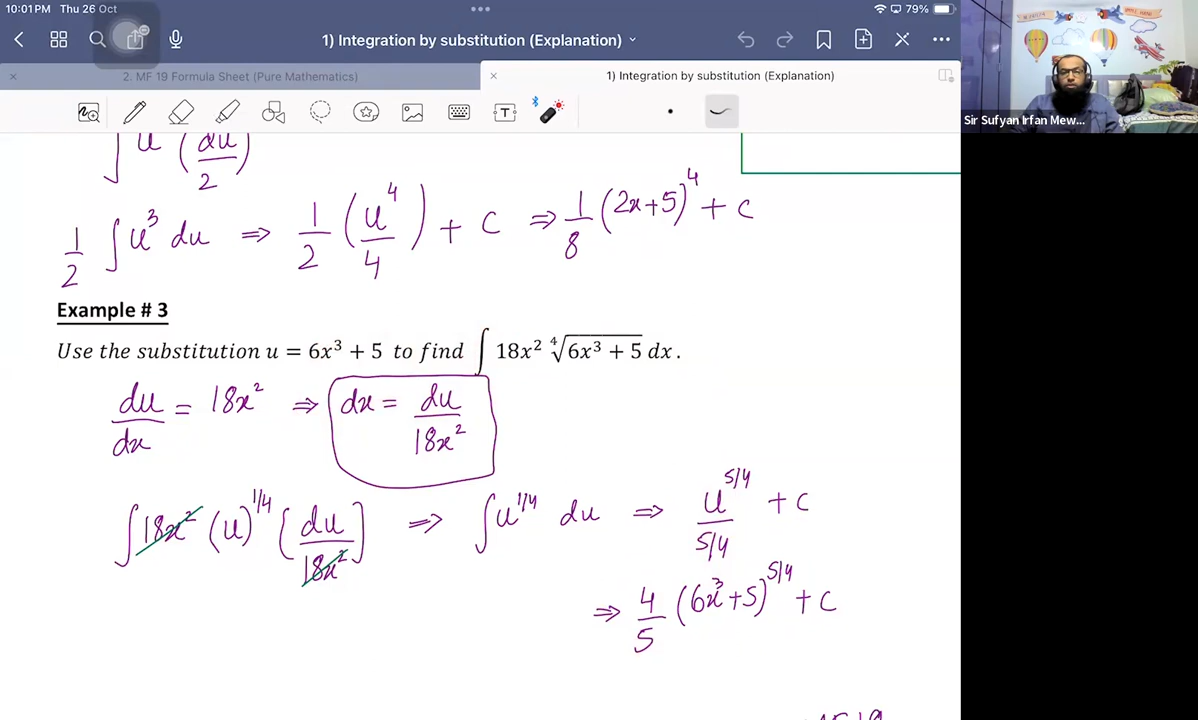 10:01PM Thu 26 Oct
79%
1) Integration by substitution (Explanation)
2. MF 19 Formula Sheet (Pure Mathematics)
1) Integration by substitution (Explanation)
Sir Sufyan Irfan Mew...
∫ u (du/2)
1/2 ∫u³ du ⇒ 1/2 (u⁴/4) + c ⇒ 1/8 (2x+5)⁴ + c
Example # 3
Use the substitution u = 6x³ + 5 to find ∫ 18x² ∜(6x³ + 5) dx.
du/dx = 18x² ⇒ dx = du/18x²
∫18x² (u)^1/4 [du/18x²] ⇒ ∫u^1/4 du ⇒ u^5/4 / 5/4 + c
⇒ 4/5 (6x³+5)^5/4 + c